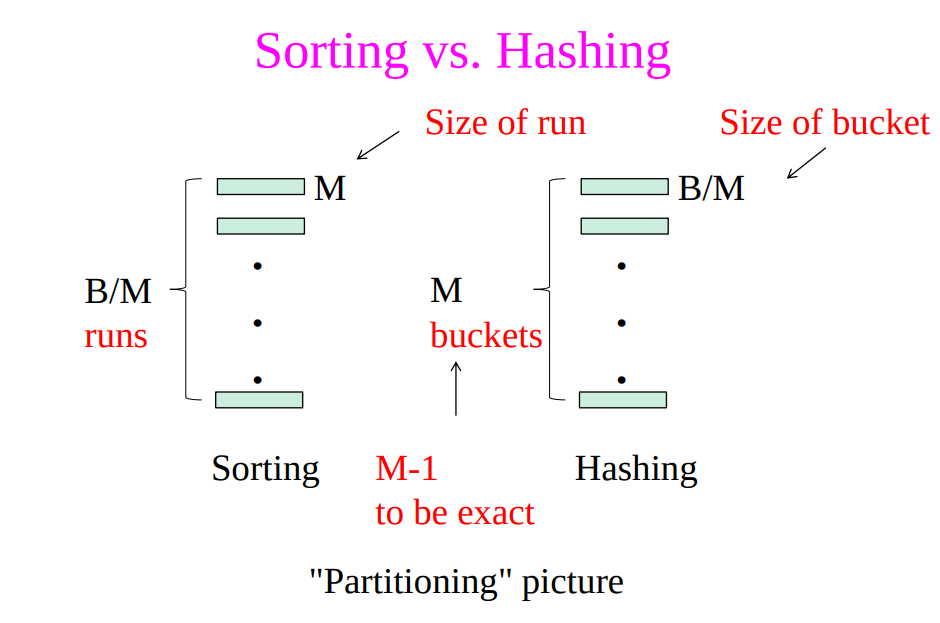 Sorting vs. Hashing
Size of run
Size of bucket
M
B/M
B/M
runs
M
buckets
Sorting
M-1
to be exact
Hashing
"Partitioning" picture